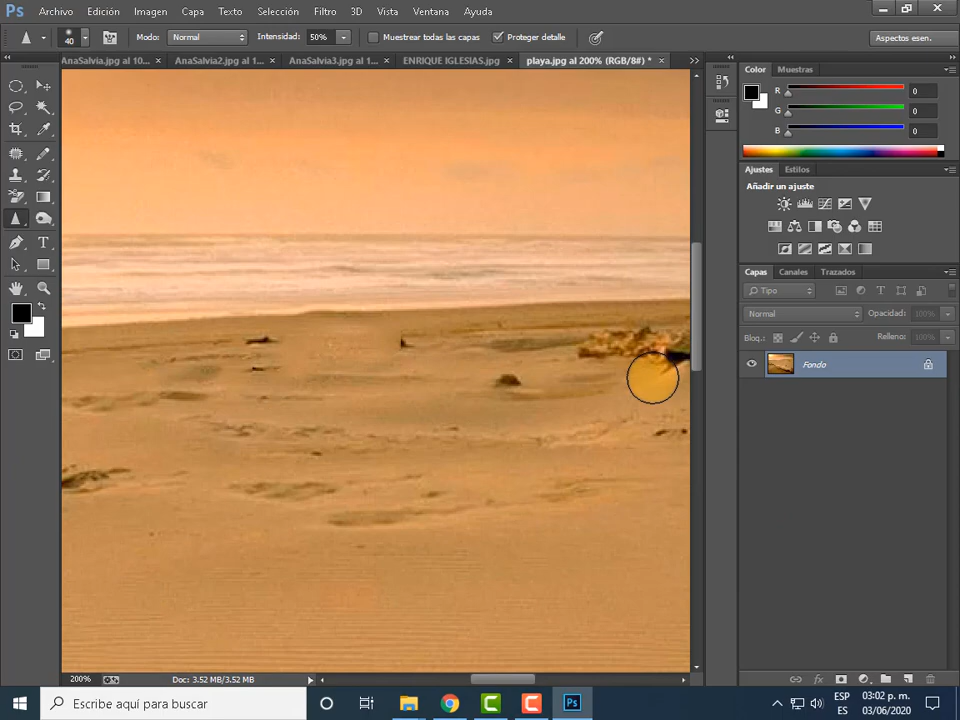 Ps Archivo Edición Imagen Capa Texto Selección Filtro 3D Vista Ventana Ayuda
40 Modo: Normal Intensidad: 50% Muestrear todas las capas Proteger detalle Aspectos esen.
AnaSalvia.jpg al 10... × AnaSalvia2.jpg al 1... × AnaSalvia3.jpg al 1... × ENRIQUE IGLESIAS.jpg × playa.jpg al 200% (RGB/8#) * ×
Color Muestras
R 0
G 0
B 0
Ajustes Estilos
Añadir un ajuste
Capas Canales Trazados
Tipo
Normal Opacidad: 100%
Bloq.: Relleno: 100%
Fondo
200% Doc: 3.52 MB/3.52 MB
Escribe aquí para buscar
ESP 03:02 p. m.
ES 03/06/2020